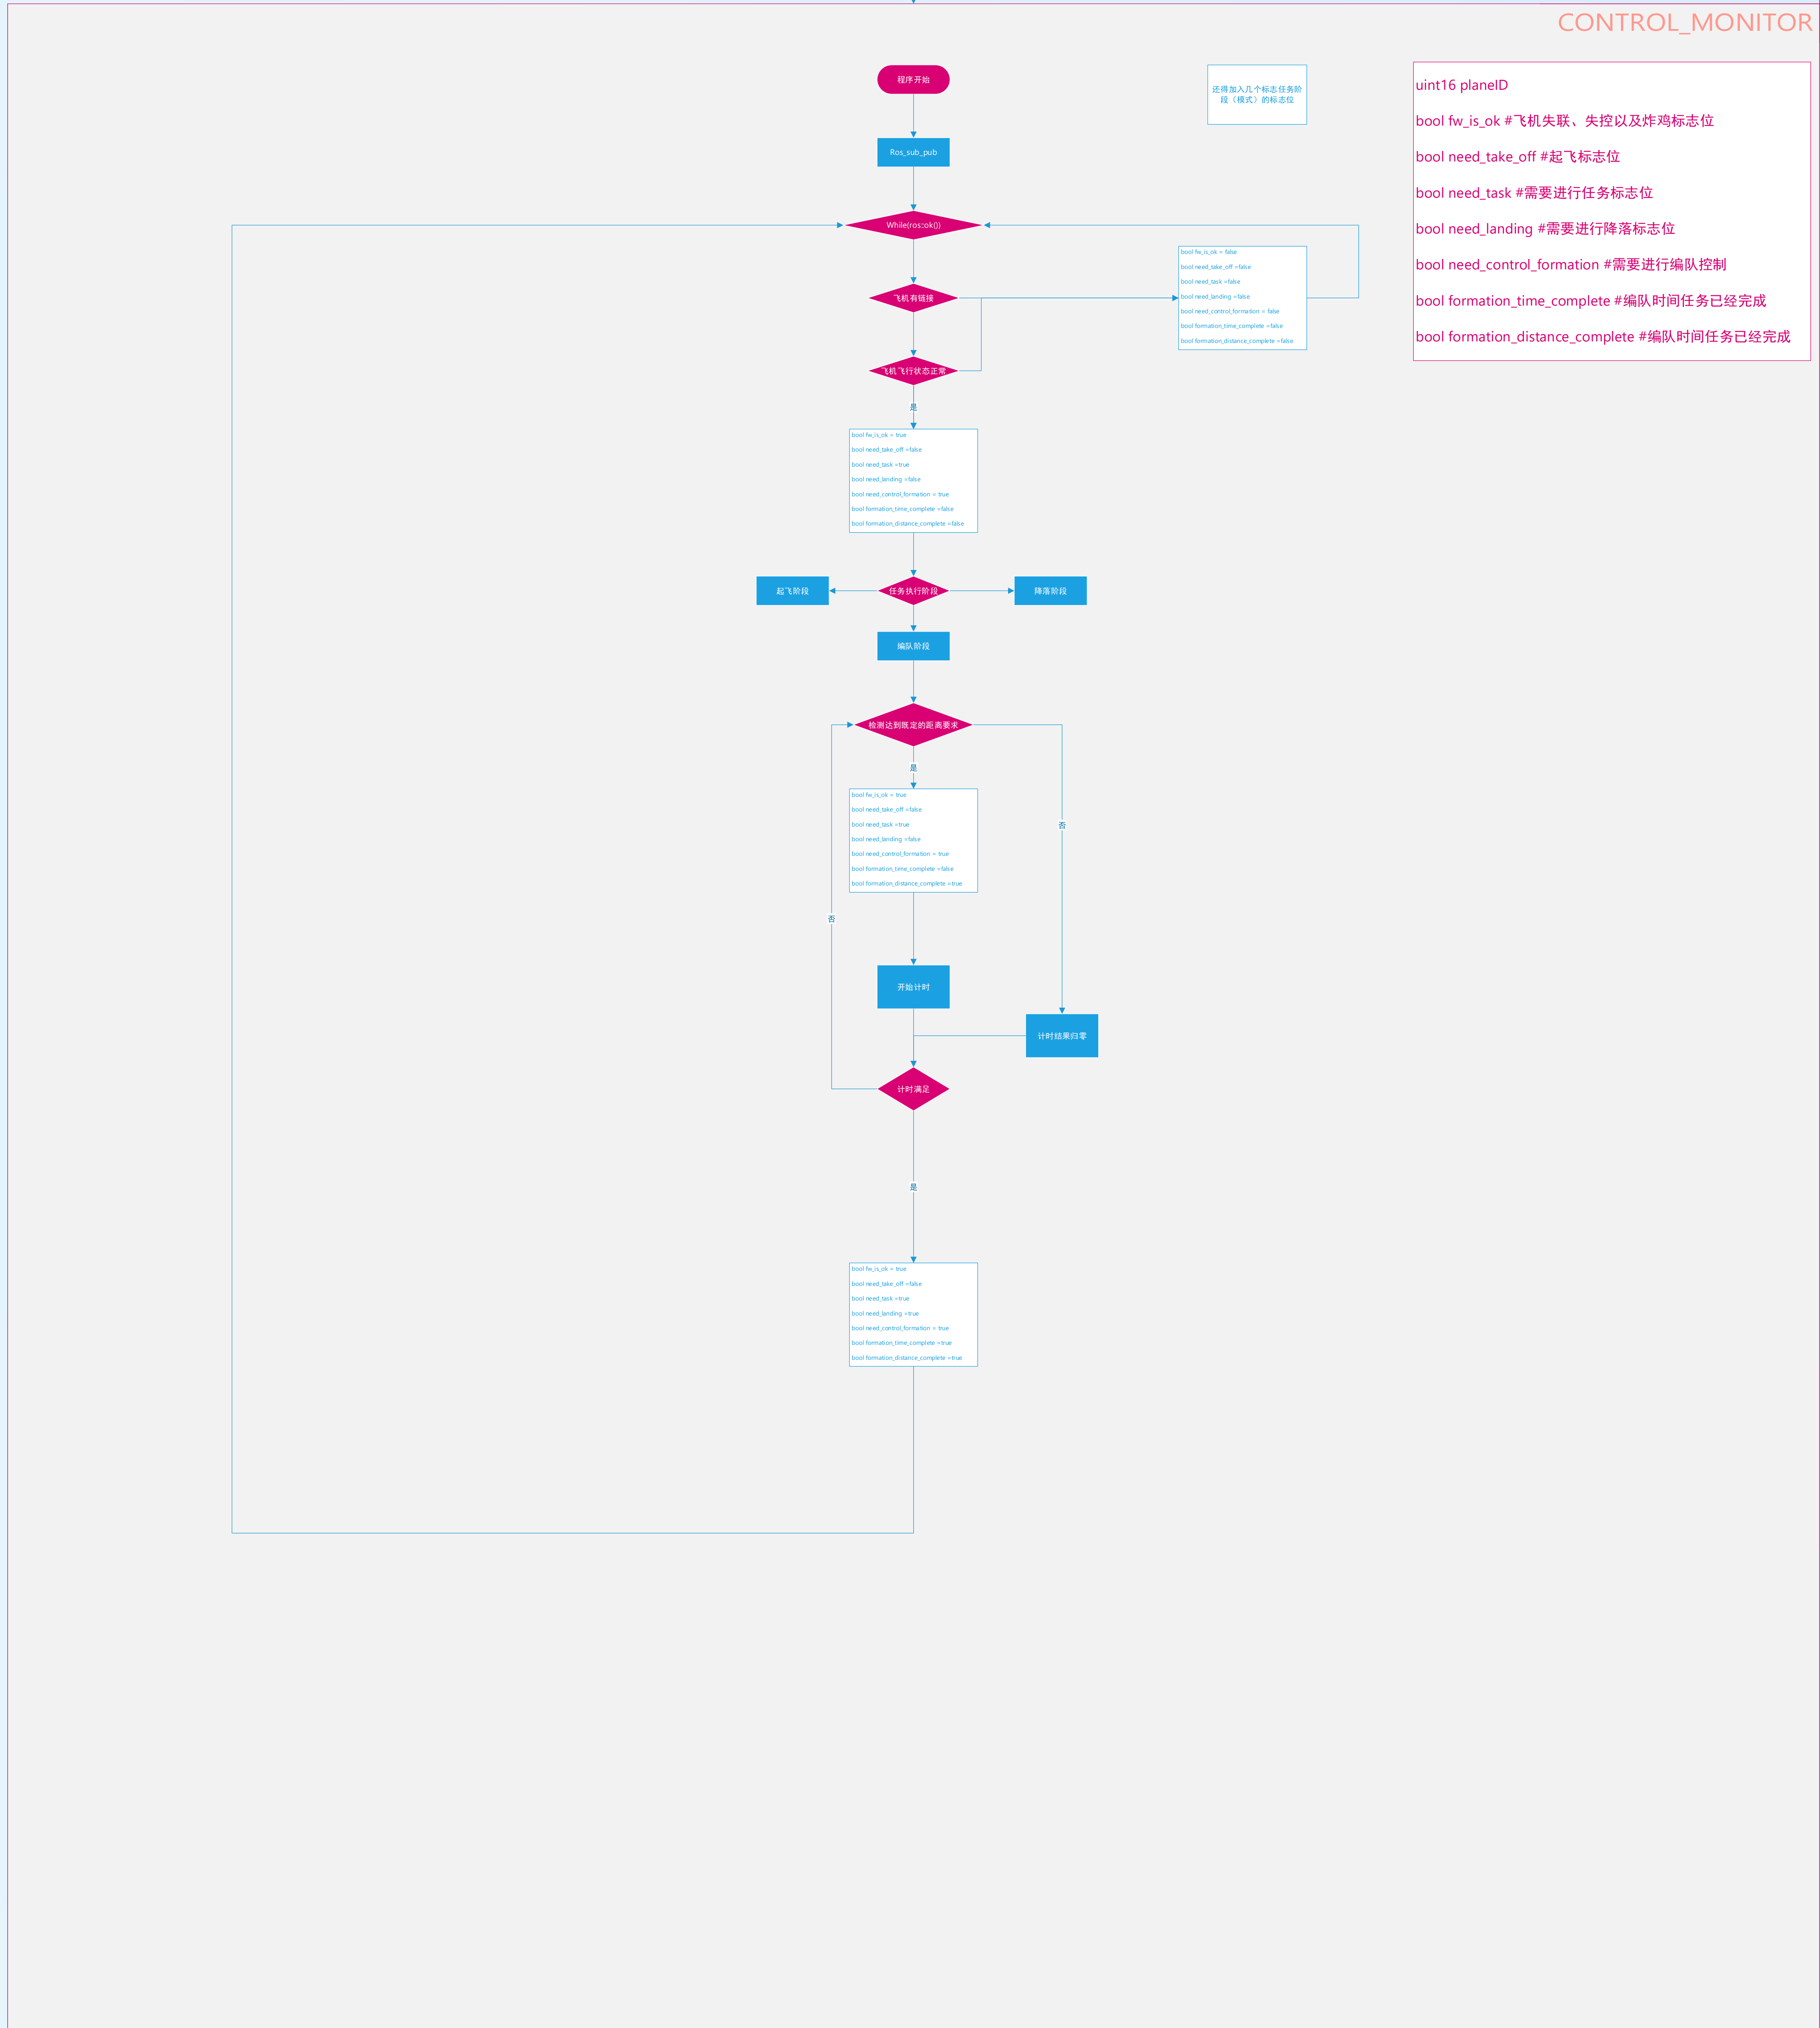 CONTROL_MONITOR
程序开始
还得加入几个标志任务阶
段（模式）的标志位
uint16 planeID
bool fw_is_ok #飞机失联、失控以及炸鸡标志位
bool need_take_off #起飞标志位
bool need_task #需要进行任务标志位
bool need_landing #需要进行降落标志位
bool need_control_formation #需要进行编队控制
bool formation_time_complete #编队时间任务已经完成
bool formation_distance_complete #编队时间任务已经完成
Ros_sub_pub
While(ros::ok())
飞机有链接
bool fw_is_ok = false
bool need_take_off =false
bool need_task =false
bool need_landing =false
bool need_control_formation = false
bool formation_time_complete =false
bool formation_distance_complete =false
飞机飞行状态正常
是
bool fw_is_ok = true
bool need_take_off =false
bool need_task =true
bool need_landing =false
bool need_control_formation = true
bool formation_time_complete =false
bool formation_distance_complete =false
起飞阶段
任务执行阶段
降落阶段
编队阶段
检测达到既定的距离要求
是
bool fw_is_ok = true
bool need_take_off =false
bool need_task =true
bool need_landing =false
bool need_control_formation = true
bool formation_time_complete =false
bool formation_distance_complete =true
否
否
开始计时
计时结果归零
计时满足
是
bool fw_is_ok = true
bool need_take_off =false
bool need_task =true
bool need_landing =true
bool need_control_formation = true
bool formation_time_complete =true
bool formation_distance_complete =true